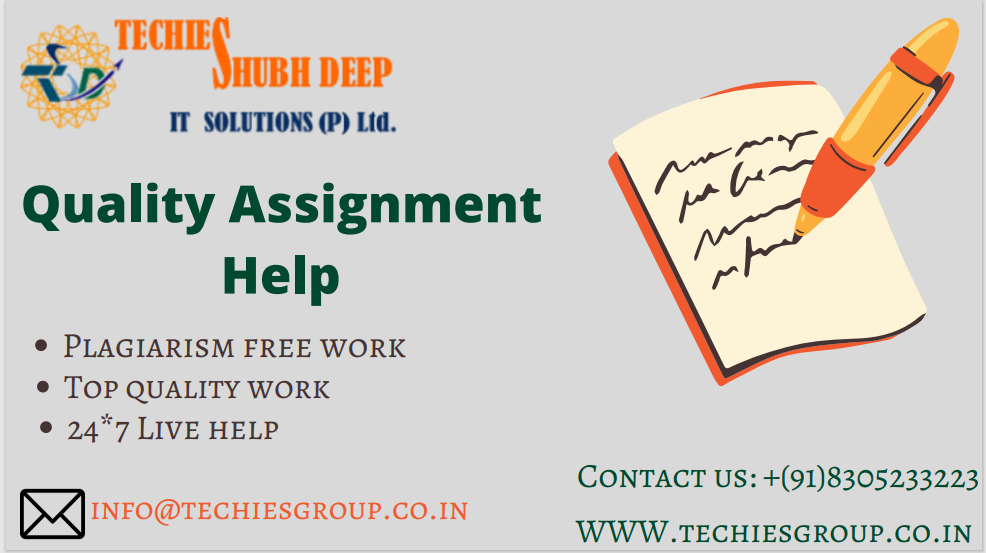 TECHIES
SHUBH DEEP
IT SOLUTIONS (P) Ltd.
Quality Assignment
Help
• Plagiarism free work
• Top quality work
• 24*7 Live help
info@techiesgroup.co.in
Contact us: +(91)8305233223
www.techiesgroup.co.in